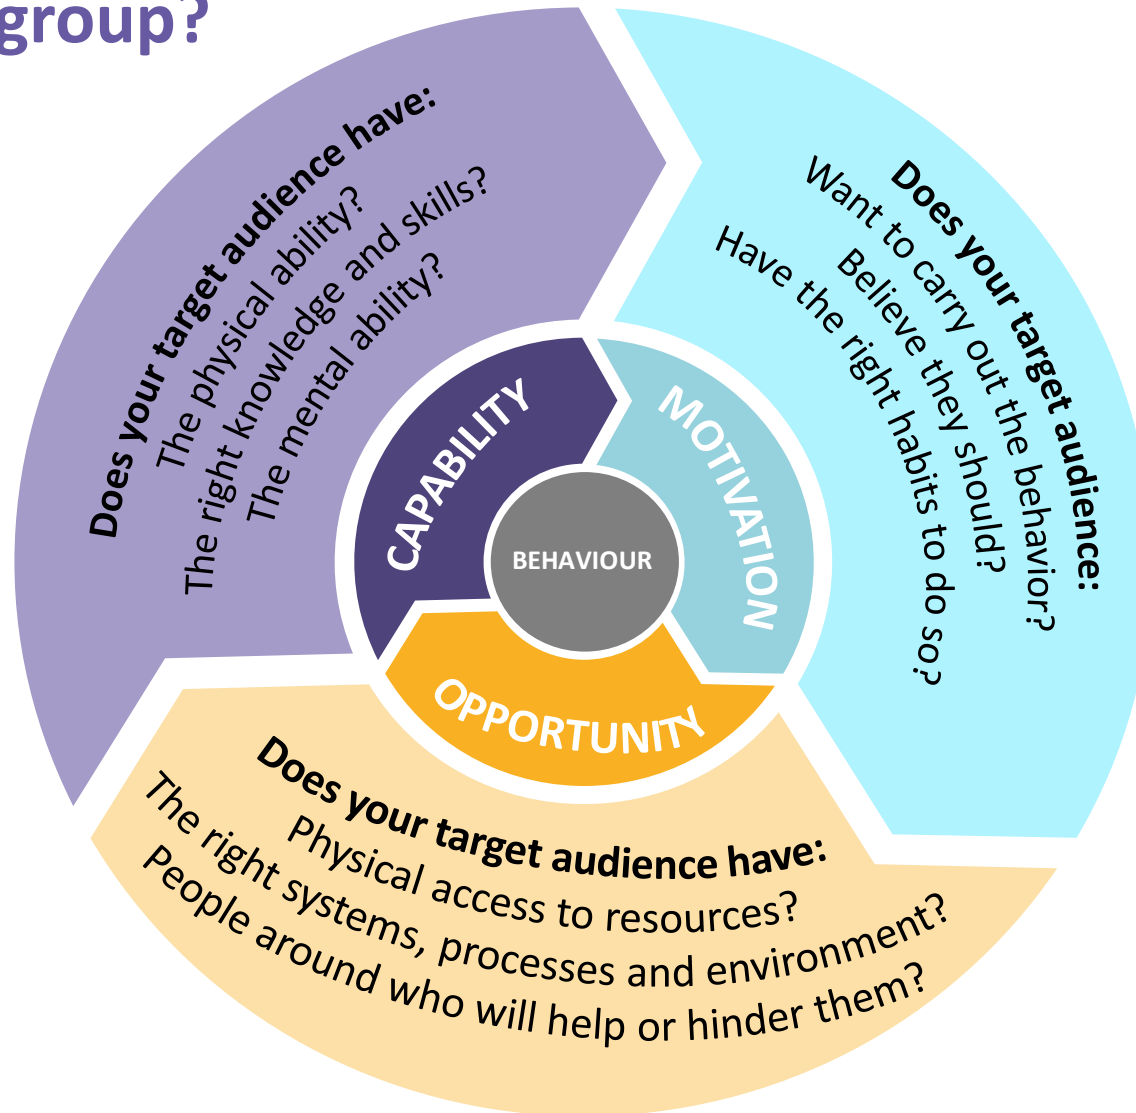 group?
Does your target audience have:
The physical ability?
The right knowledge and skills?
The mental ability?
Does your target audience:
Want to carry out the behavior?
Believe they should?
Have the right habits to do so?
CAPABILITY
MOTIVATION
BEHAVIOUR
OPPORTUNITY
Does your target audience have:
Physical access to resources?
The right systems, processes and environment?
People around who will help or hinder them?